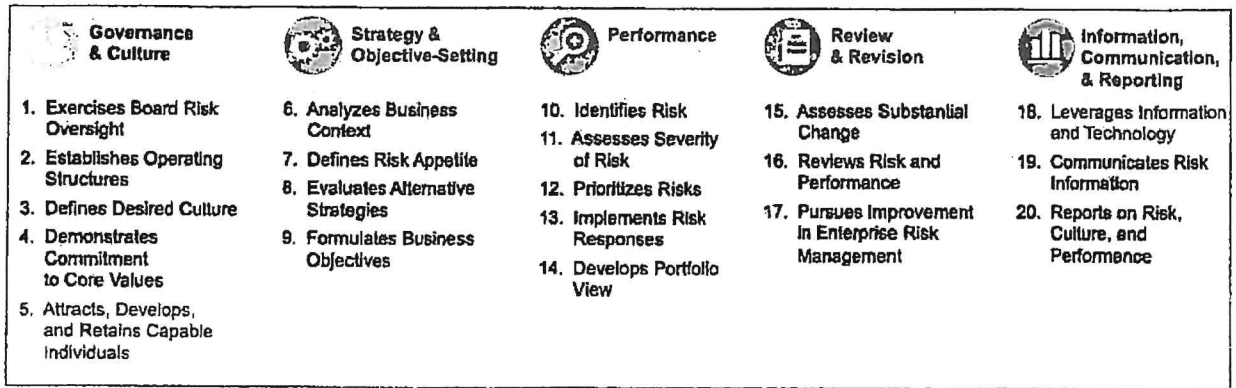 Governance
& Culture
1. Exercises Board Risk
Oversight
2. Establishes Operating
Structures
3. Defines Desired Culture
4. Demonstrates
Commitment
to Core Values
5. Attracts, Develops,
and Retains Capable
Individuals
Strategy &
Objective-Setting
6. Analyzes Business
Context
7. Defines Risk Appetite
8. Evaluates Alternative
Strategies
9. Formulates Business
Objectives
Performance
10. Identifies Risk
11. Assesses Severity
of Risk
12. Prioritizes Risks
13. Implements Risk
Responses
14. Develops Portfolio
View
Review
& Revision
15. Assesses Substantial
Change
16. Reviews Risk and
Performance
17. Pursues Improvement
in Enterprise Risk
Management
Information,
Communication,
& Reporting
18. Leverages Information
and Technology
19. Communicates Risk
Information
20. Reports on Risk,
Culture, and
Performance